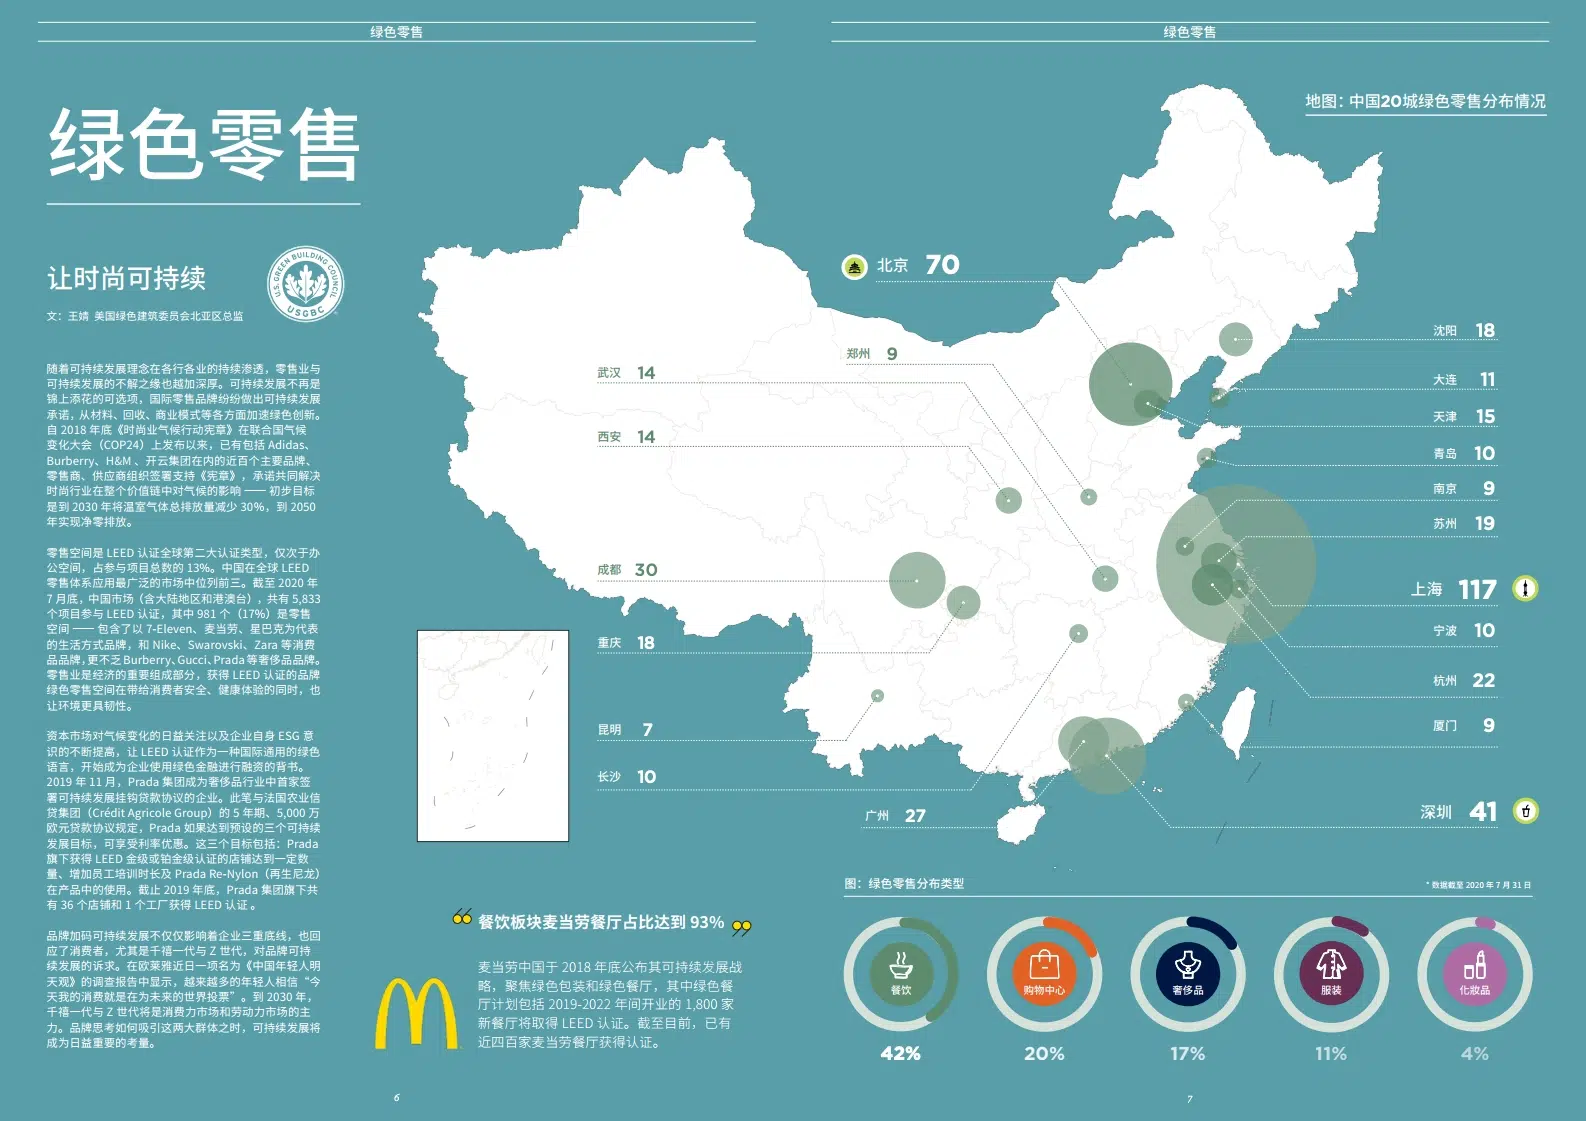 绿色零售
绿色零售
绿色零售
让时尚可持续
文：王婧 美国绿色建筑委员会北亚区总监
U.S. GREEN BUILDING COUNCIL
USGBC
随着可持续发展理念在各行各业的持续渗透，零售业与
可持续发展的不解之缘也越加深厚。可持续发展不再是
锦上添花的可选项，国际零售品牌纷纷做出可持续发展
承诺，从材料、回收、商业模式等各方面加速绿色创新。
自 2018 年底《时尚业气候行动宪章》在联合国气候
变化大会（COP24）上发布以来，已有包括 Adidas、
Burberry、H&M 、开云集团在内的近百个主要品牌、
零售商、供应商组织签署支持《宪章》，承诺共同解决
时尚行业在整个价值链中对气候的影响 —— 初步目标
是到 2030 年将温室气体总排放量减少 30%，到 2050
年实现净零排放。
零售空间是 LEED 认证全球第二大认证类型，仅次于办
公空间，占参与项目总数的 13%。中国在全球 LEED
零售体系应用最广泛的市场中位列前三。截至 2020 年
7 月底，中国市场（含大陆地区和港澳台），共有 5,833
个项目参与 LEED 认证，其中 981 个（17%）是零售
空间 —— 包含了以 7-Eleven、麦当劳、星巴克为代表
的生活方式品牌，和 Nike、Swarovski、Zara 等消费
品品牌，更不乏 Burberry、Gucci、Prada 等奢侈品品牌。
零售业是经济的重要组成部分，获得 LEED 认证的品牌
绿色零售空间在带给消费者安全、健康体验的同时，也
让环境更具韧性。
资本市场对气候变化的日益关注以及企业自身 ESG 意
识的不断提高，让 LEED 认证作为一种国际通用的绿色
语言，开始成为企业使用绿色金融进行融资的背书。
2019 年 11 月，Prada 集团成为奢侈品行业中首家签
署可持续发展挂钩贷款协议的企业。此笔与法国农业信
贷集团（Crédit Agricole Group）的 5 年期、5,000 万
欧元贷款协议规定，Prada 如果达到预设的三个可持续
发展目标，可享受利率优惠。这三个目标包括：Prada
旗下获得 LEED 金级或铂金级认证的店铺达到一定数
量、增加员工培训时长及 Prada Re-Nylon（再生尼龙）
在产品中的使用。截止 2019 年底，Prada 集团旗下共
有 36 个店铺和 1 个工厂获得 LEED 认证 。
品牌加码可持续发展不仅仅影响着企业三重底线，也回
应了消费者，尤其是千禧一代与 Z 世代，对品牌可持
续发展的诉求。在欧莱雅近日一项名为《中国年轻人明
天观》的调查报告中显示，越来越多的年轻人相信“今
天我的消费就是在为未来的世界投票”。到 2030 年，
千禧一代与 Z 世代将是消费力市场和劳动力市场的主
力。品牌思考如何吸引这两大群体之时，可持续发展将
成为日益重要的考量。
餐饮板块麦当劳餐厅占比达到 93%
麦当劳中国于 2018 年底公布其可持续发展战
略，聚焦绿色包装和绿色餐厅，其中绿色餐
厅计划包括 2019-2022 年间开业的 1,800 家
新餐厅将取得 LEED 认证。截至目前，已有
近四百家麦当劳餐厅获得认证。
6
地图：中国20城绿色零售分布情况
北京 70
郑州 9
武汉 14
西安 14
成都 30
重庆 18
昆明 7
长沙 10
广州 27
沈阳 18
大连 11
天津 15
青岛 10
南京 9
苏州 19
上海 117
宁波 10
杭州 22
厦门 9
深圳 41
图：绿色零售分布类型
* 数据截至 2020 年 7 月 31 日
餐饮
购物中心
奢侈品
服装
化妆品
42%
20%
17%
11%
4%
7